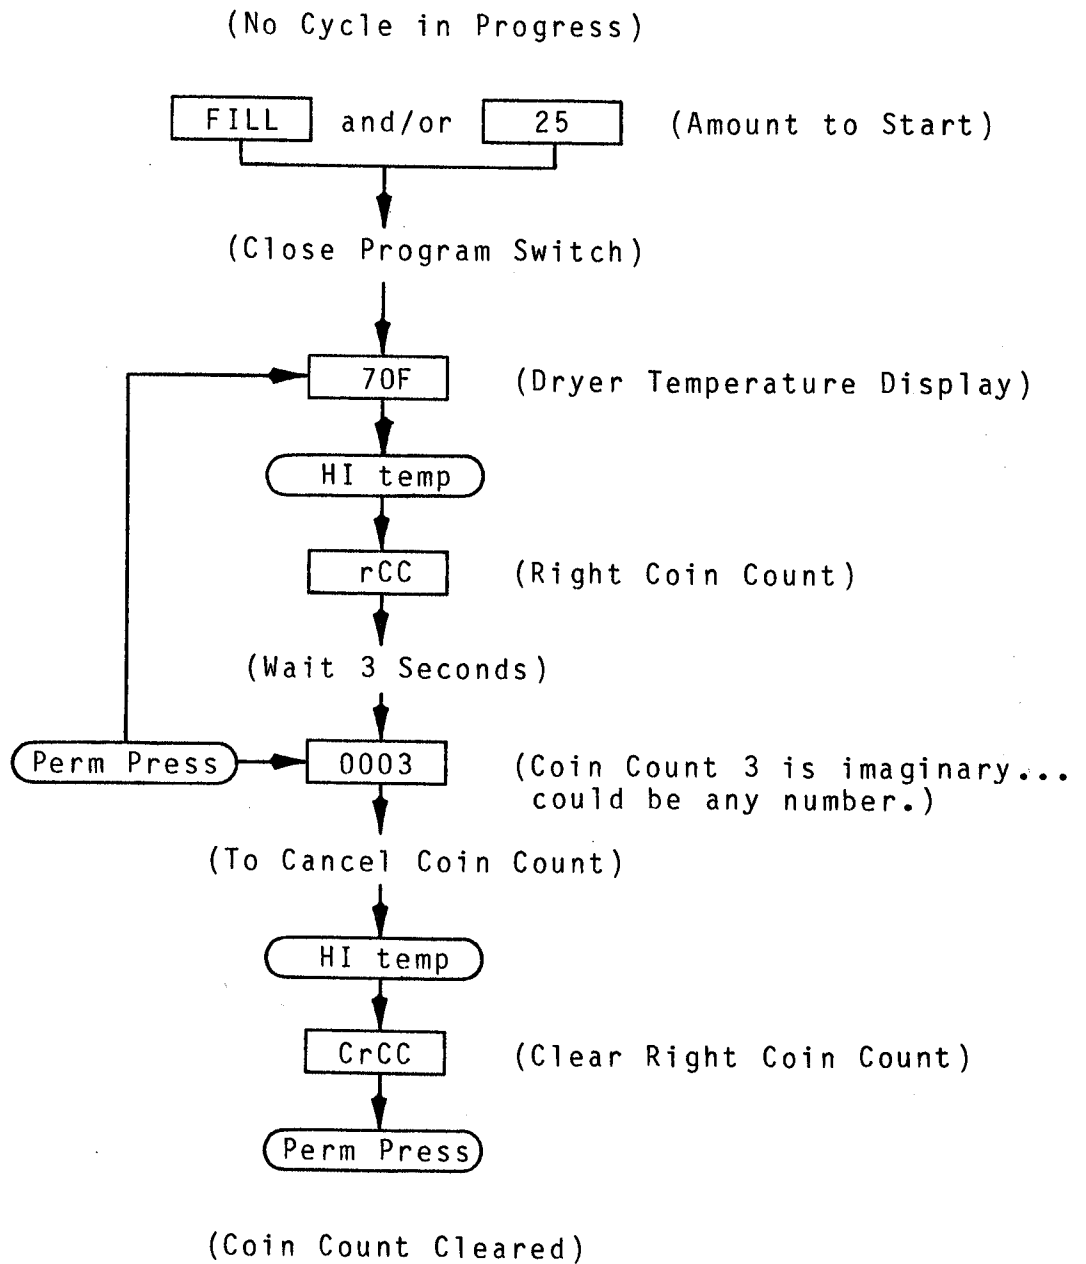 (No Cycle in Progress)
FILL and/or 25 (Amount to Start)
(Close Program Switch)
70F (Dryer Temperature Display)
HI temp
rCC (Right Coin Count)
(Wait 3 Seconds)
Perm Press 0003 (Coin Count 3 is imaginary...
could be any number.)
(To Cancel Coin Count)
HI temp
CrCC (Clear Right Coin Count)
Perm Press
(Coin Count Cleared)